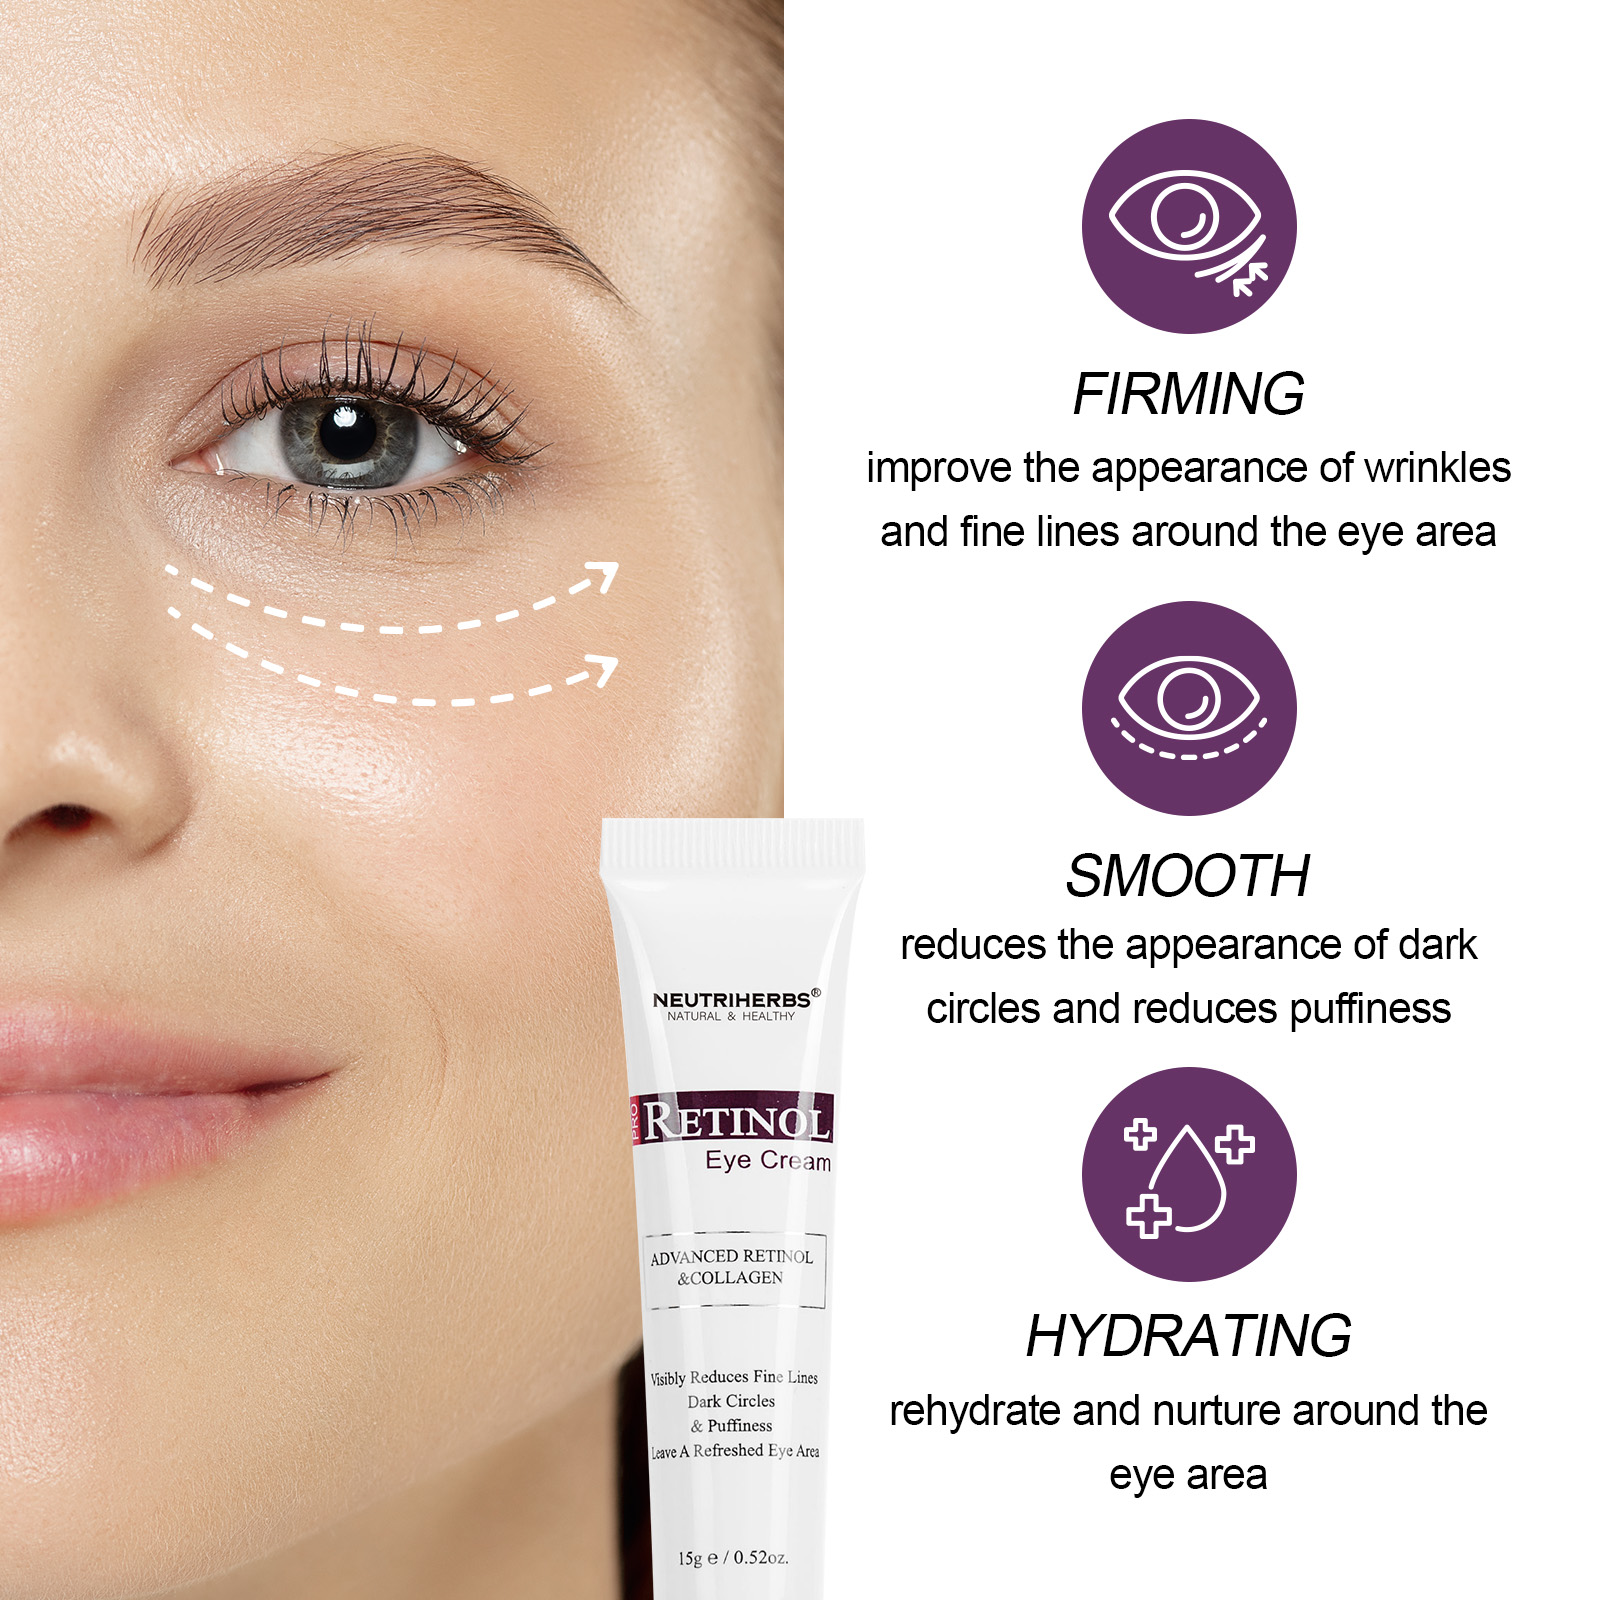 FIRMING
improve the appearance of wrinkles
and fine lines around the eye area
SMOOTH
reduces the appearance of dark
circles and reduces puffiness
HYDRATING
rehydrate and nurture around the
eye area
NEUTRIHERBS®
NATURAL & HEALTHY
PRO RETINOL
Eye Cream
ADVANCED RETINOL
&COLLAGEN
Visibly Reduces Fine Lines
Dark Circles
& Puffiness
Leave A Refreshed Eye Area
15g ℮ / 0.52oz.